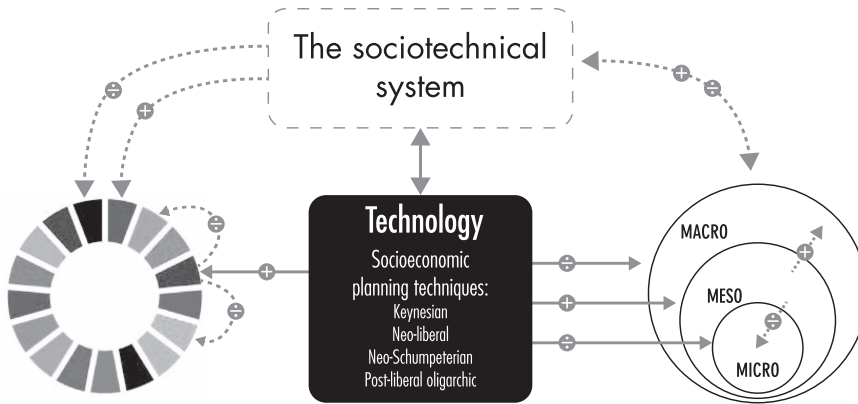 The sociotechnical
system
÷
+
+
÷
Technology
Socioeconomic
planning techniques:
Keynesian
Neo-liberal
Neo-Schumpeterian
Post-liberal oligarchic
÷
+
÷
÷
+
÷
MACRO
MESO
MICRO
+
÷